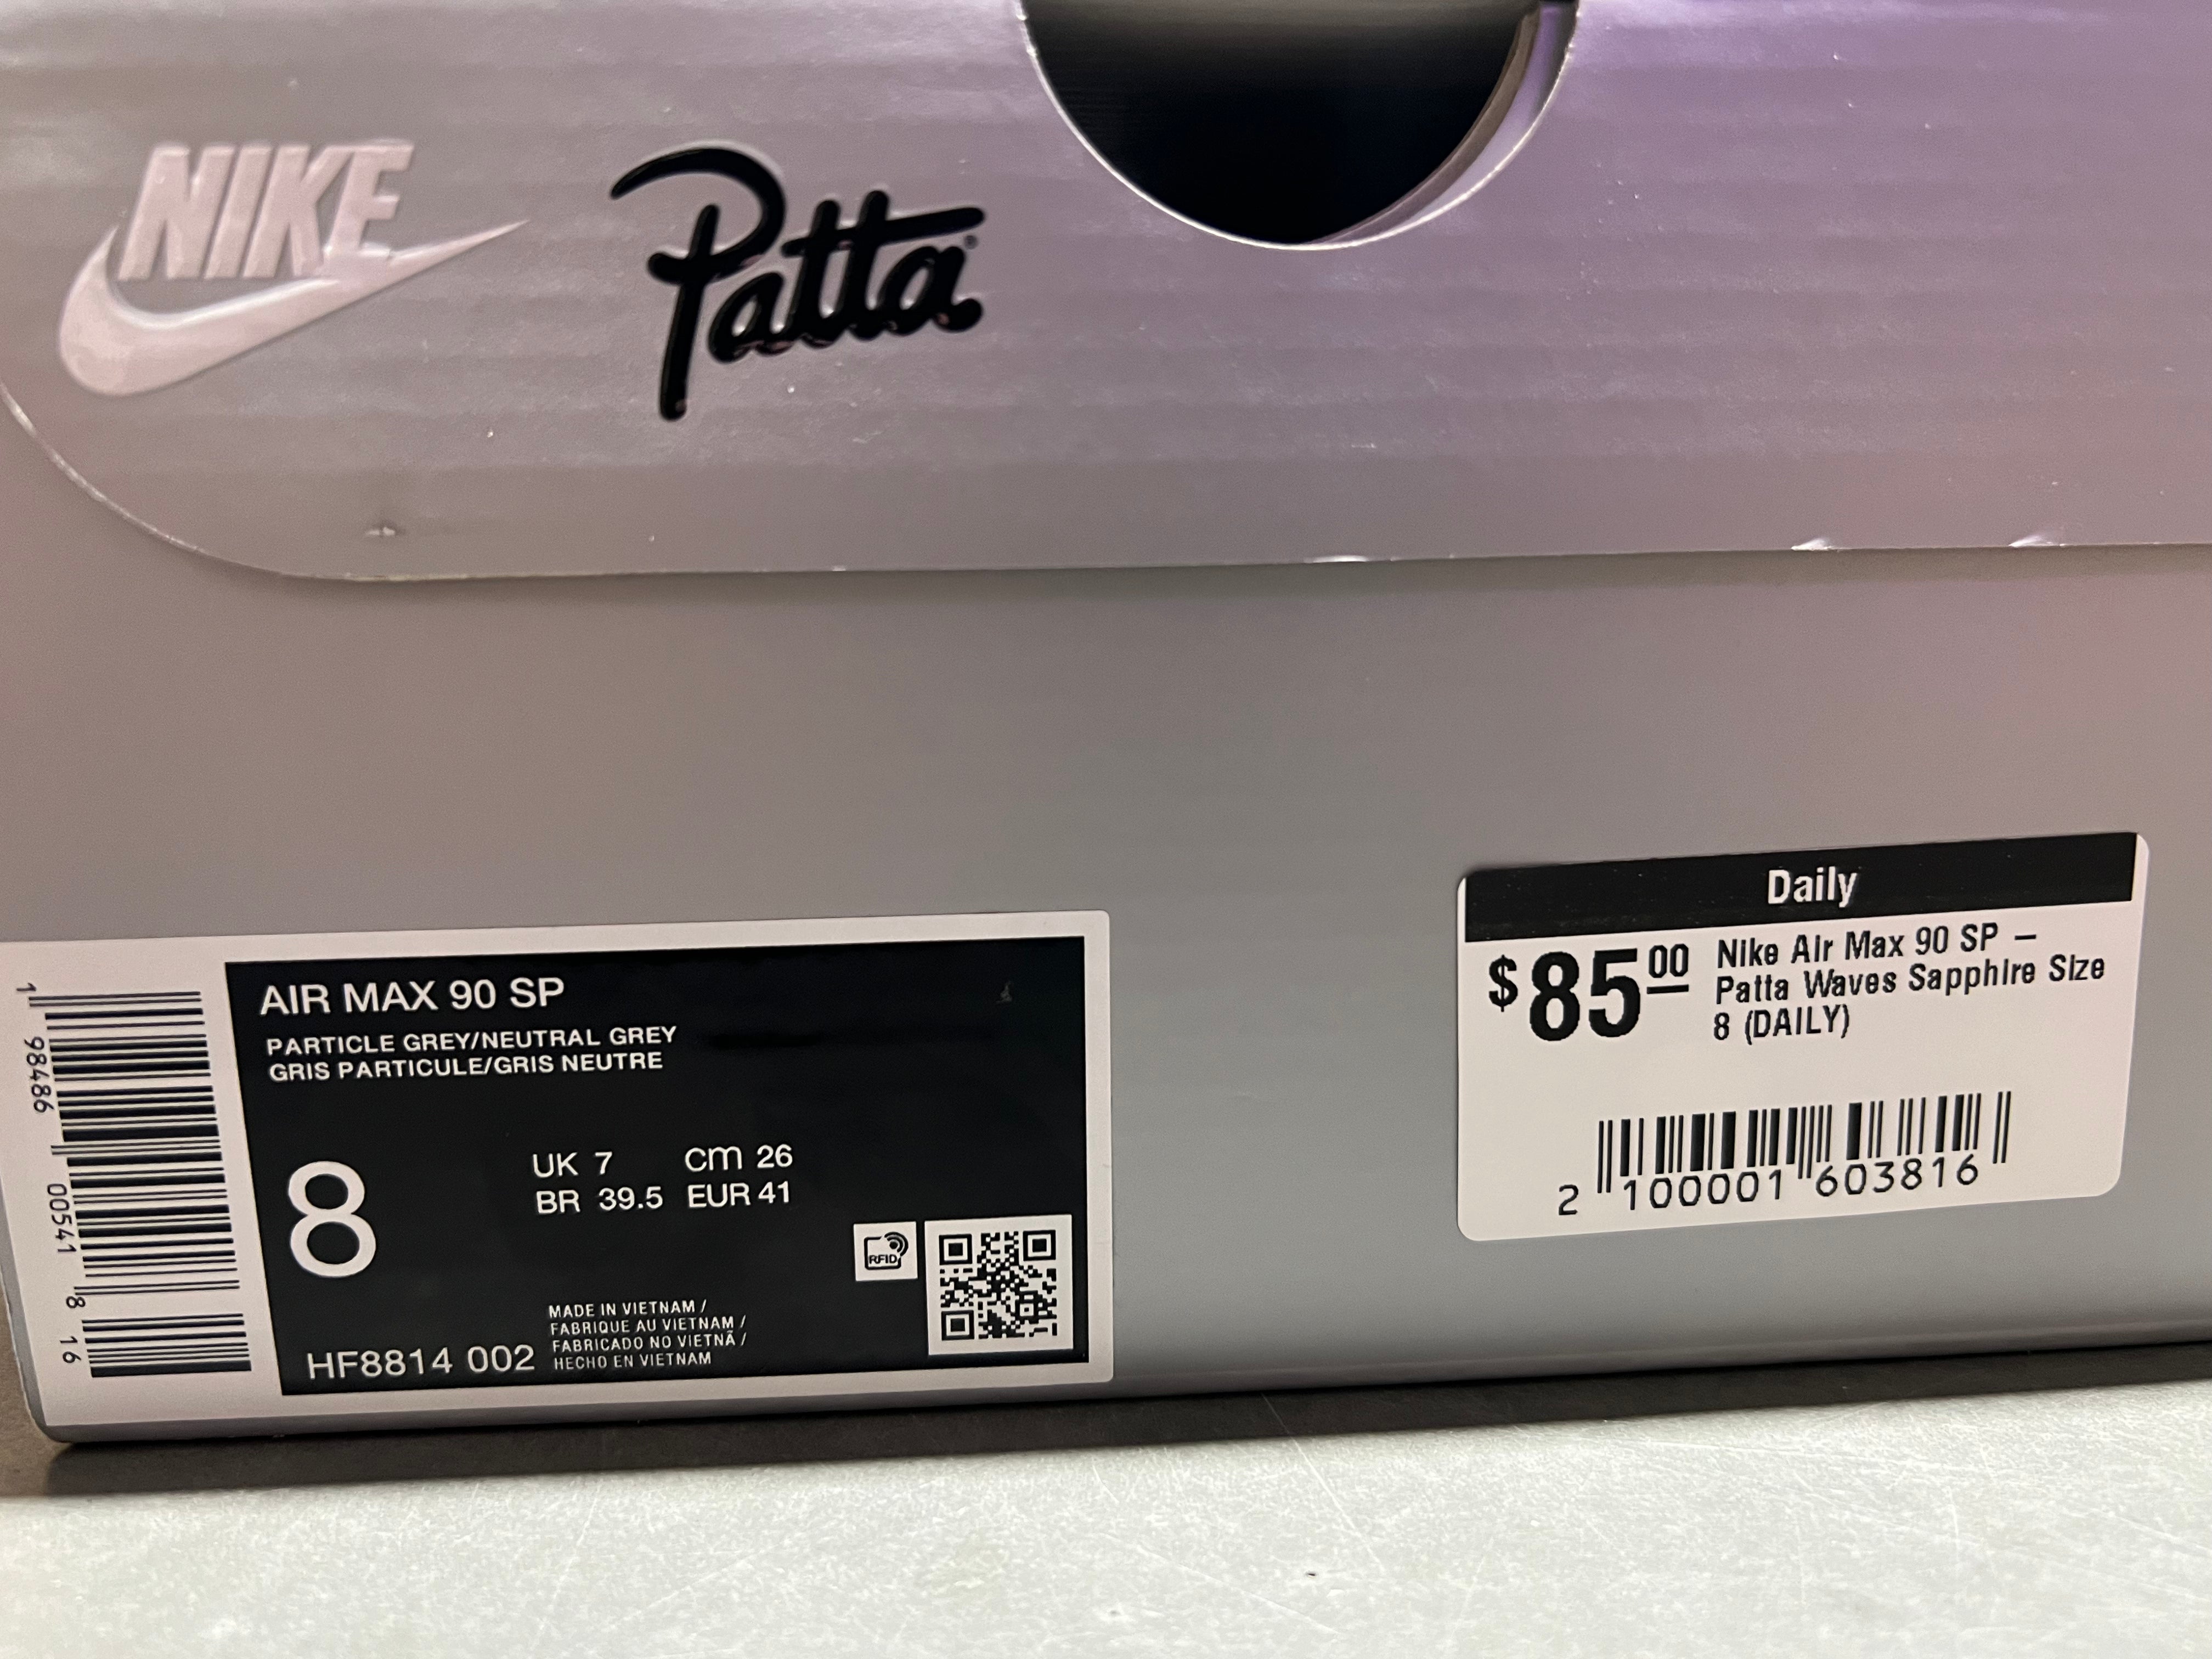 NIKE
Patta®
AIR MAX 90 SP
PARTICLE GREY/NEUTRAL GREY
GRIS PARTICULE/GRIS NEUTRE
8
UK 7 cm 26
BR 39.5 EUR 41
RFID
MADE IN VIETNAM /
FABRIQUE AU VIETNAM /
FABRICADO NO VIETNÃ /
HECHO EN VIETNAM
HF8814 002
1 98486 00541 8 16
Daily
$85.00
Nike Air Max 90 SP –
Patta Waves Sapphire Size
8 (DAILY)
2 100001 603816